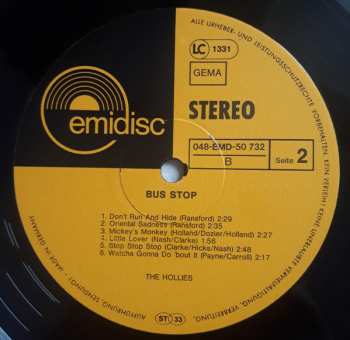 emidisc
LC 1331
GEMA
STEREO
048-EMD-50 732
B
Seite 2
BUS STOP
1. Don't Run And Hide (Ransford) 2:29
2. Oriental Sadness (Ransford) 2:35
3. Mickey's Monkey (Holland/Dozier/Holland)
4. Little Lover (Nash/Clarke) 1:56
5. Stop Stop Stop (Clarke/Hicks/Nash) 2:48
6. Watcha Gonna Do 'bout It (Payne/Carroll) 2:17
THE HOLLIES
ST 33
ALLE URHEBER- UND LEISTUNGSSCHUTZRECHTE VORBEHALTEN. KEIN VERLEIH! KEINE UNERLAUBTE VERVIELFÄLTIGUNG, VERMIETUNG, AUFFÜHRUNG, SENDUNG! MADE IN GERMANY